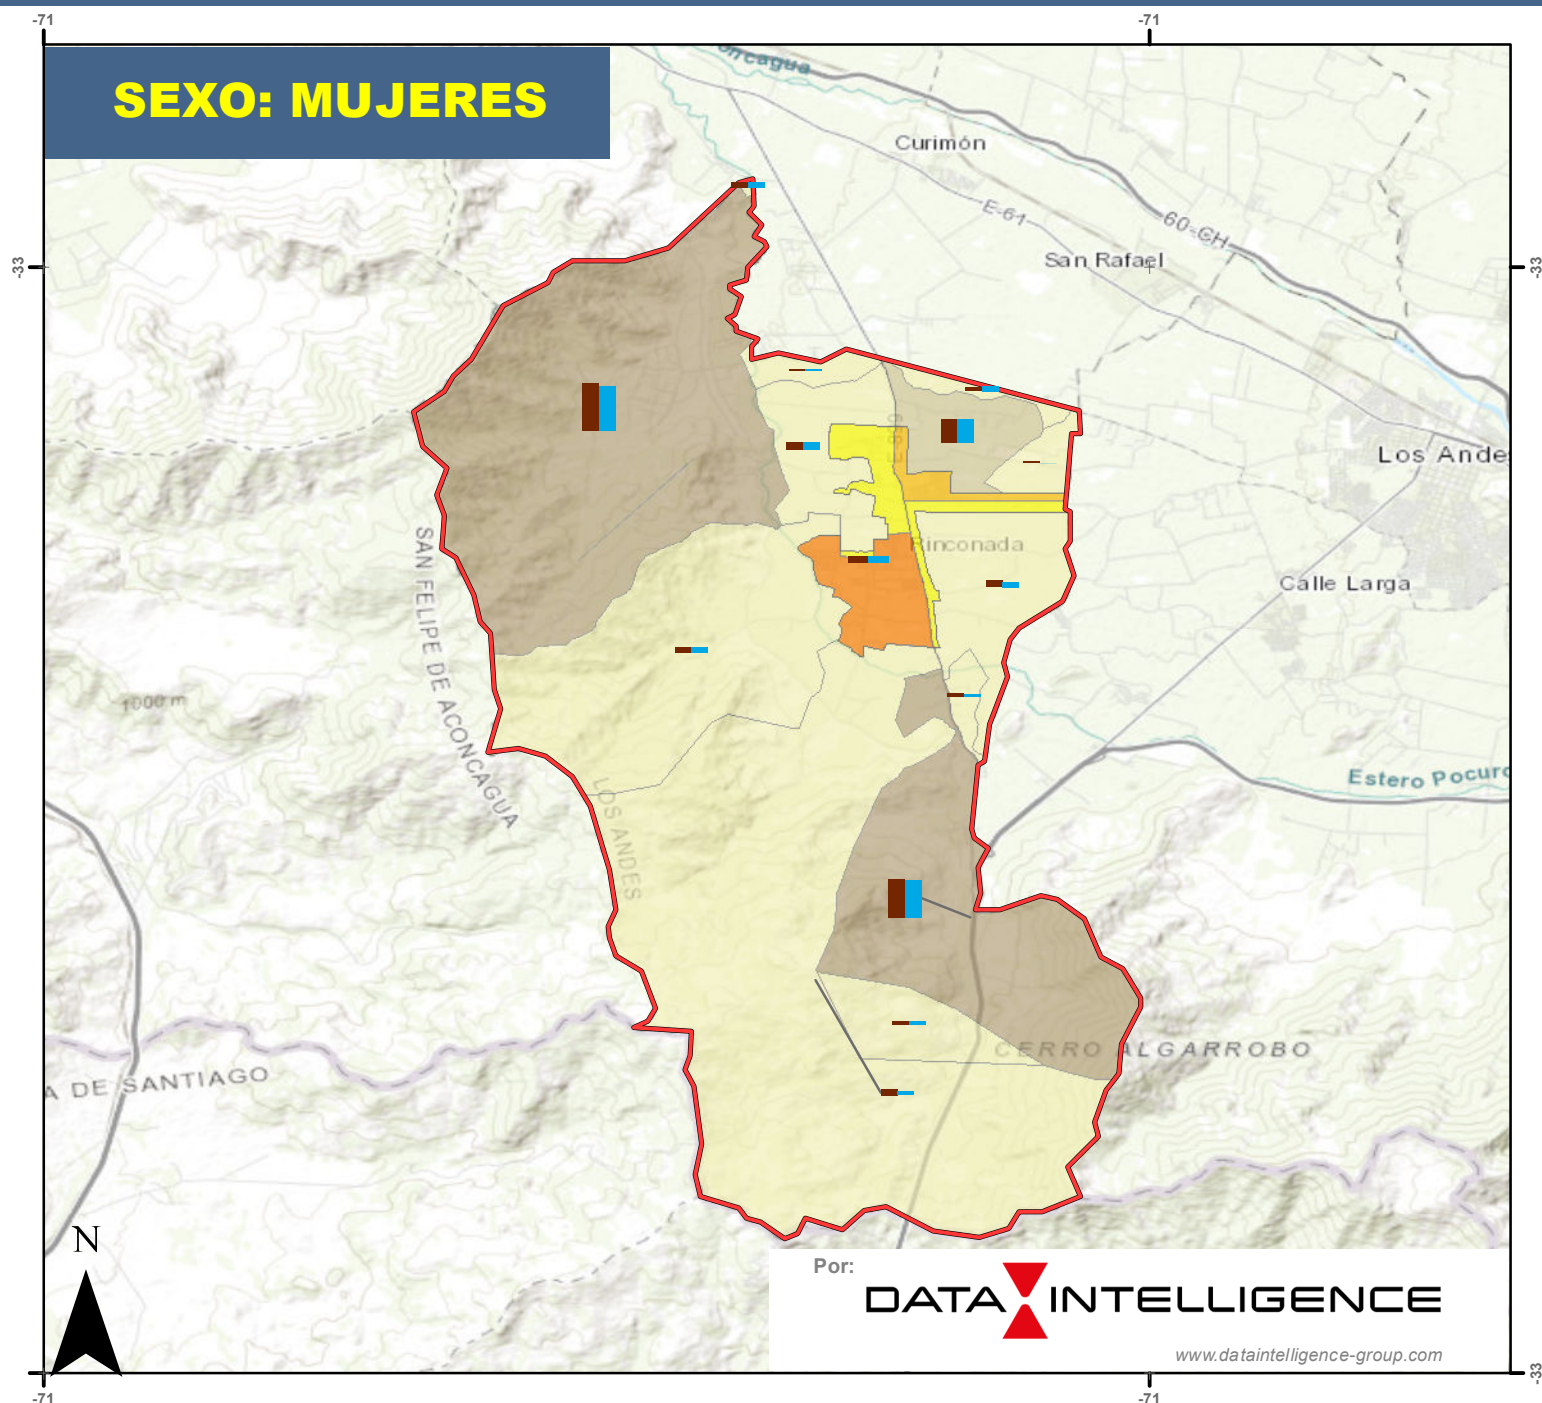 -71
-71
SEXO: MUJERES
Curimón
E-61
60-CH
San Rafael
-33
-33
Los Ande
Rinconada
Calle Larga
SAN FELIPE DE ACONCAGUA
1000 m
Estero Pocuro
LOS ANDES
CERRO ALGARROBO
A DE SANTIAGO
N
Por:
DATA INTELLIGENCE
www.dataintelligence-group.com
-33
-71
-71